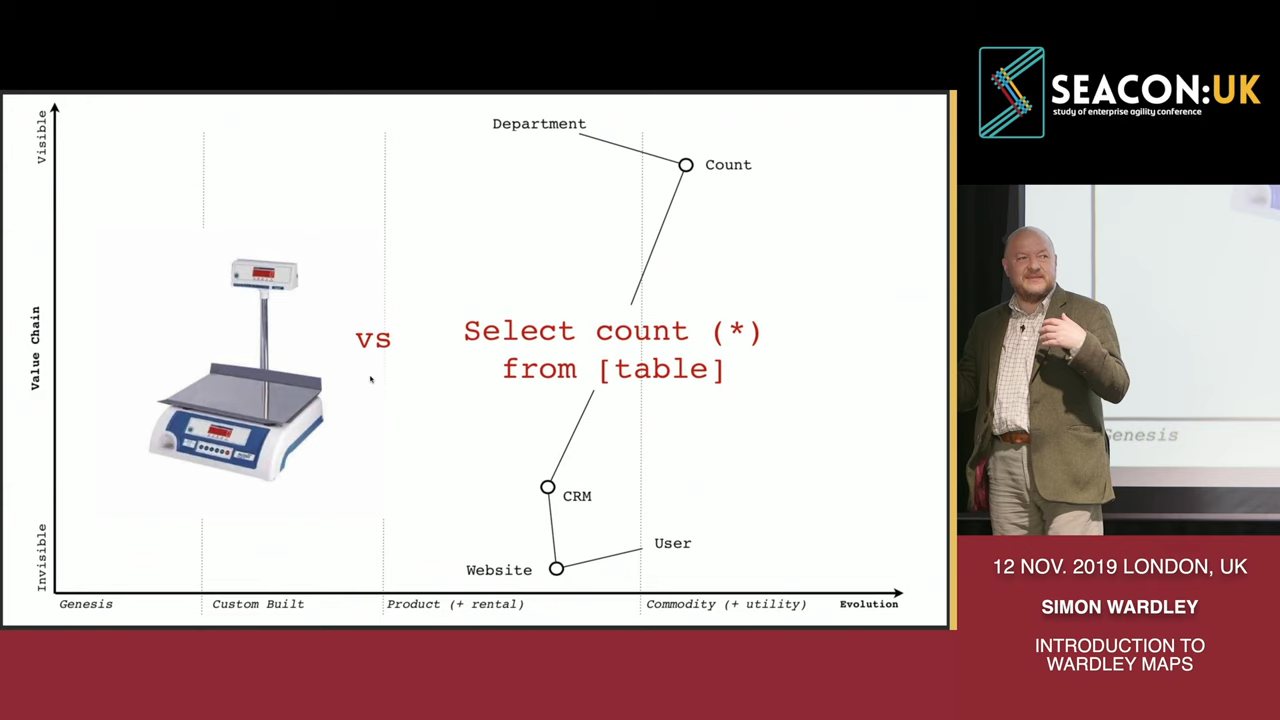 Visible
Department
Count
Value Chain
vs
Select count (*)
from [table]
CRM
User
Website
Invisible
Genesis
Custom Built
Product (+ rental)
Commodity (+ utility)
Evolution
SEACON:UK
study of enterprise agility conference
Genesis
12 NOV. 2019 LONDON, UK
SIMON WARDLEY
INTRODUCTION TO
WARDLEY MAPS